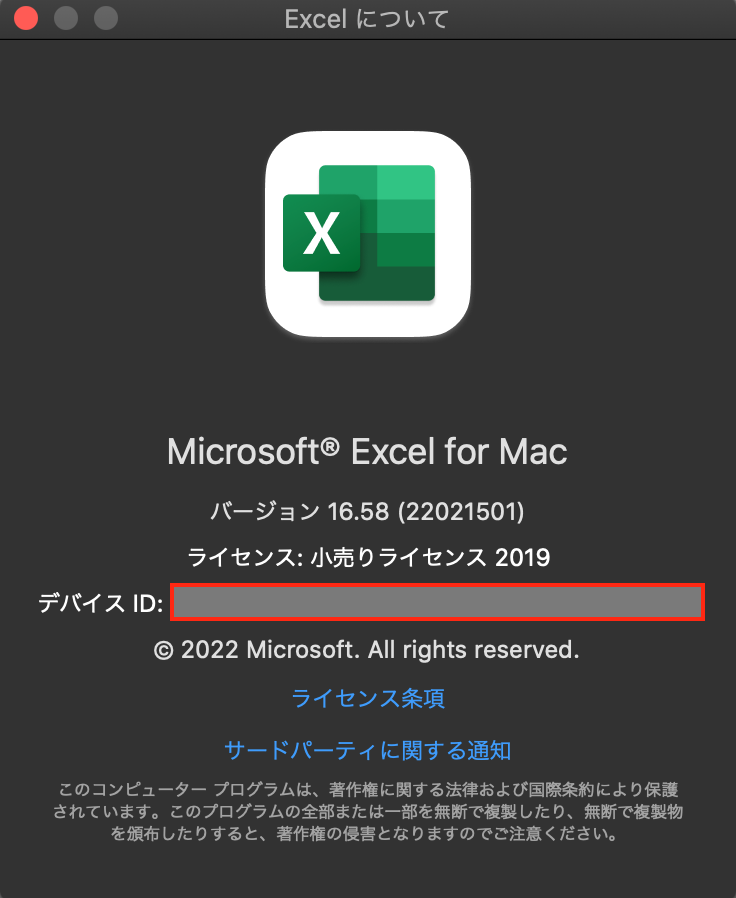 Excel について
X
Microsoft® Excel for Mac
バージョン 16.58 (22021501)
ライセンス: 小売りライセンス 2019
デバイス ID:
© 2022 Microsoft. All rights reserved.
ライセンス条項
サードパーティに関する通知
このコンピューター プログラムは、著作権に関する法律および国際条約により保護
されています。このプログラムの全部または一部を無断で複製したり、無断で複製物
を頒布したりすると、著作権の侵害となりますのでご注意ください。